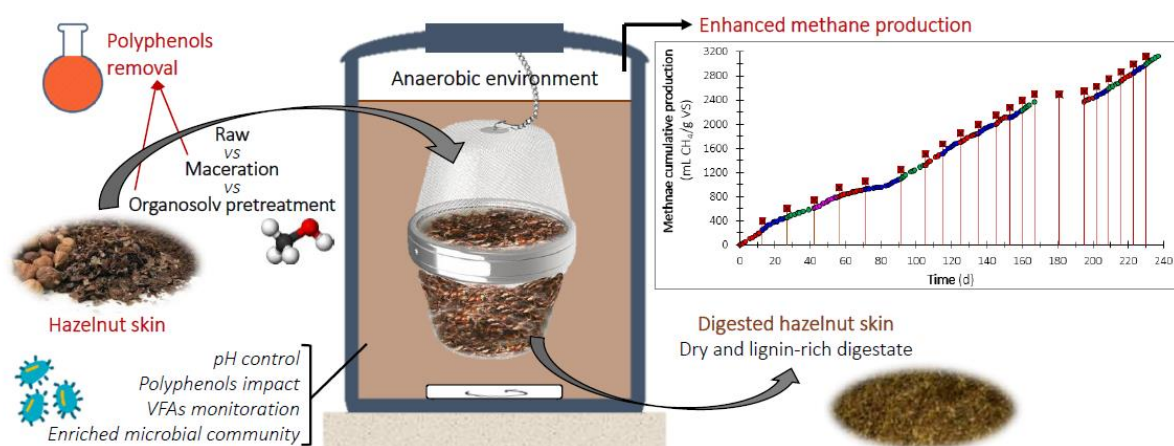 Polyphenols
removal
Raw
vs
Maceration
vs
Organosolv pretreatment
Hazelnut skin
pH control
Polyphenols impact
VFAs monitoration
Enriched microbial community
Anaerobic environment
Enhanced methane production
Methnae cumulative production
(mL CH₄/g VS)
3200
2800
2400
2000
1600
1200
800
400
0
0 20 40 60 80 100 120 140 160 180 200 220 240
Time (d)
Digested hazelnut skin
Dry and lignin-rich digestate